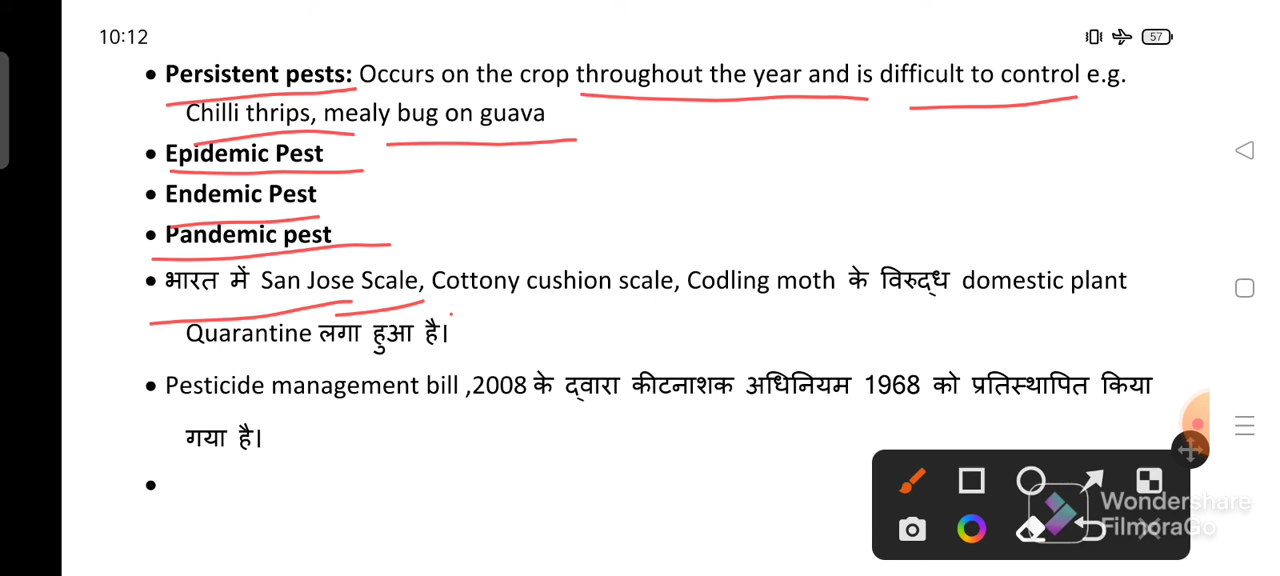 10:12
57
• Persistent pests: Occurs on the crop throughout the year and is difficult to control e.g.
Chilli thrips, mealy bug on guava
• Epidemic Pest
• Endemic Pest
• Pandemic pest
• भारत में San Jose Scale, Cottony cushion scale, Codling moth के विरुद्ध domestic plant
Quarantine लगा हुआ है।
• Pesticide management bill ,2008 के द्वारा कीटनाशक अधिनियम 1968 को प्रतिस्थापित किया
गया है।
•
Wondershare
FilmoraGo